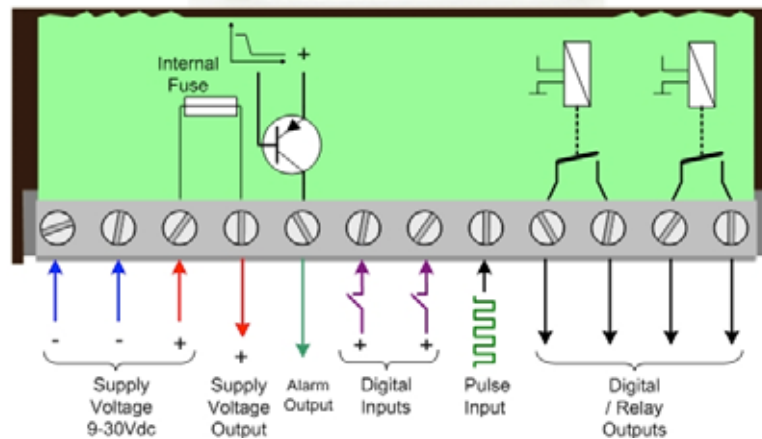 Internal
Fuse
+
- - + + + +
Supply
Voltage
9-30Vdc
Supply
Voltage
Output
Alarm
Output
Digital
Inputs
Pulse
Input
Digital
/ Relay
Outputs